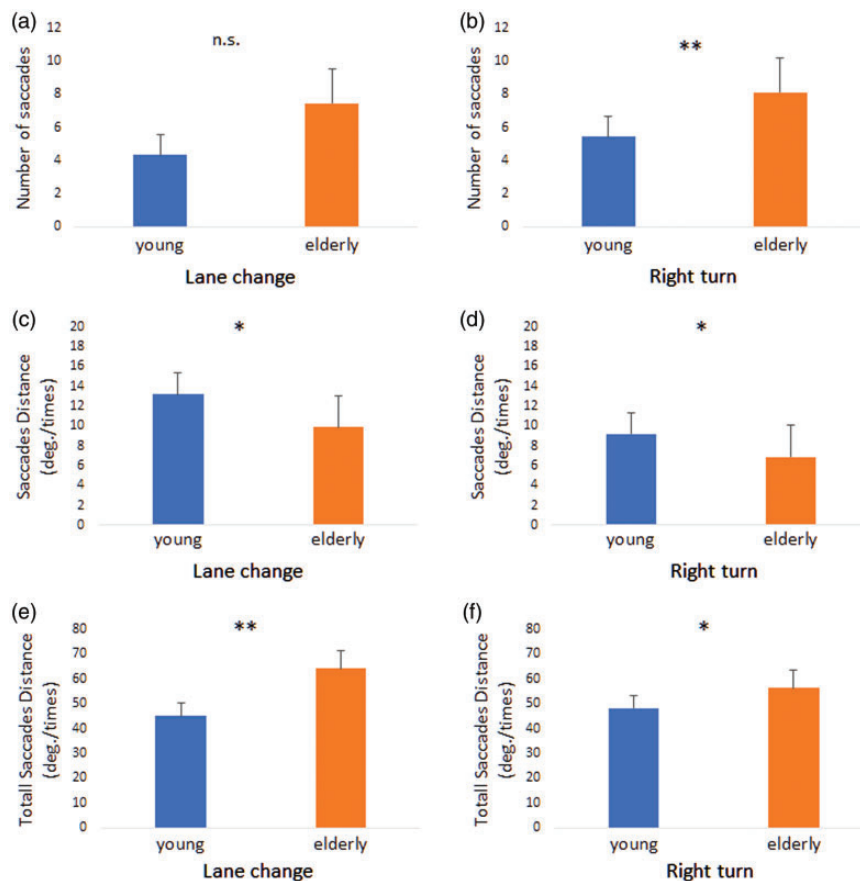 (a)
12
10
8
6
4
2
0
Number of saccades
n.s.
young
elderly
Lane change
(b)
12
10
8
6
4
2
0
Number of saccades
**
young
elderly
Right turn
(c)
20
18
16
14
12
10
8
6
4
2
0
Saccades Distance
(deg./times)
*
young
elderly
Lane change
(d)
20
18
16
14
12
10
8
6
4
2
0
Saccades Distance
(deg./times)
*
young
elderly
Right turn
(e)
80
70
60
50
40
30
20
10
0
Totall Saccades Distance
(deg./times)
**
young
elderly
Lane change
(f)
80
70
60
50
40
30
20
10
0
Totall Saccades Distance
(deg./times)
*
young
elderly
Right turn